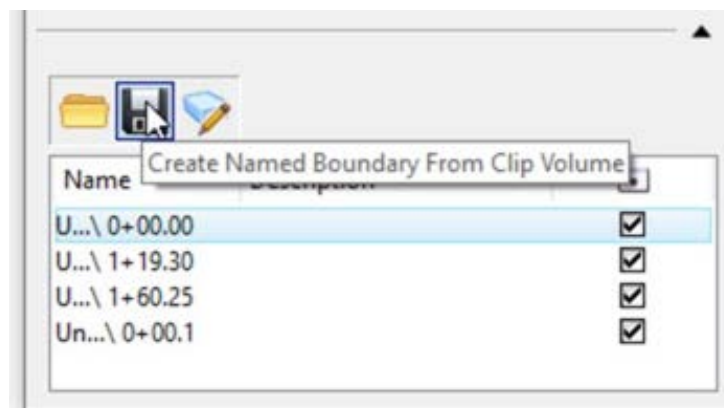 Create Named Boundary From Clip Volume
Name Description
U...\ 0+00.00
U...\ 1+19.30
U...\ 1+60.25
Un...\ 0+00.1